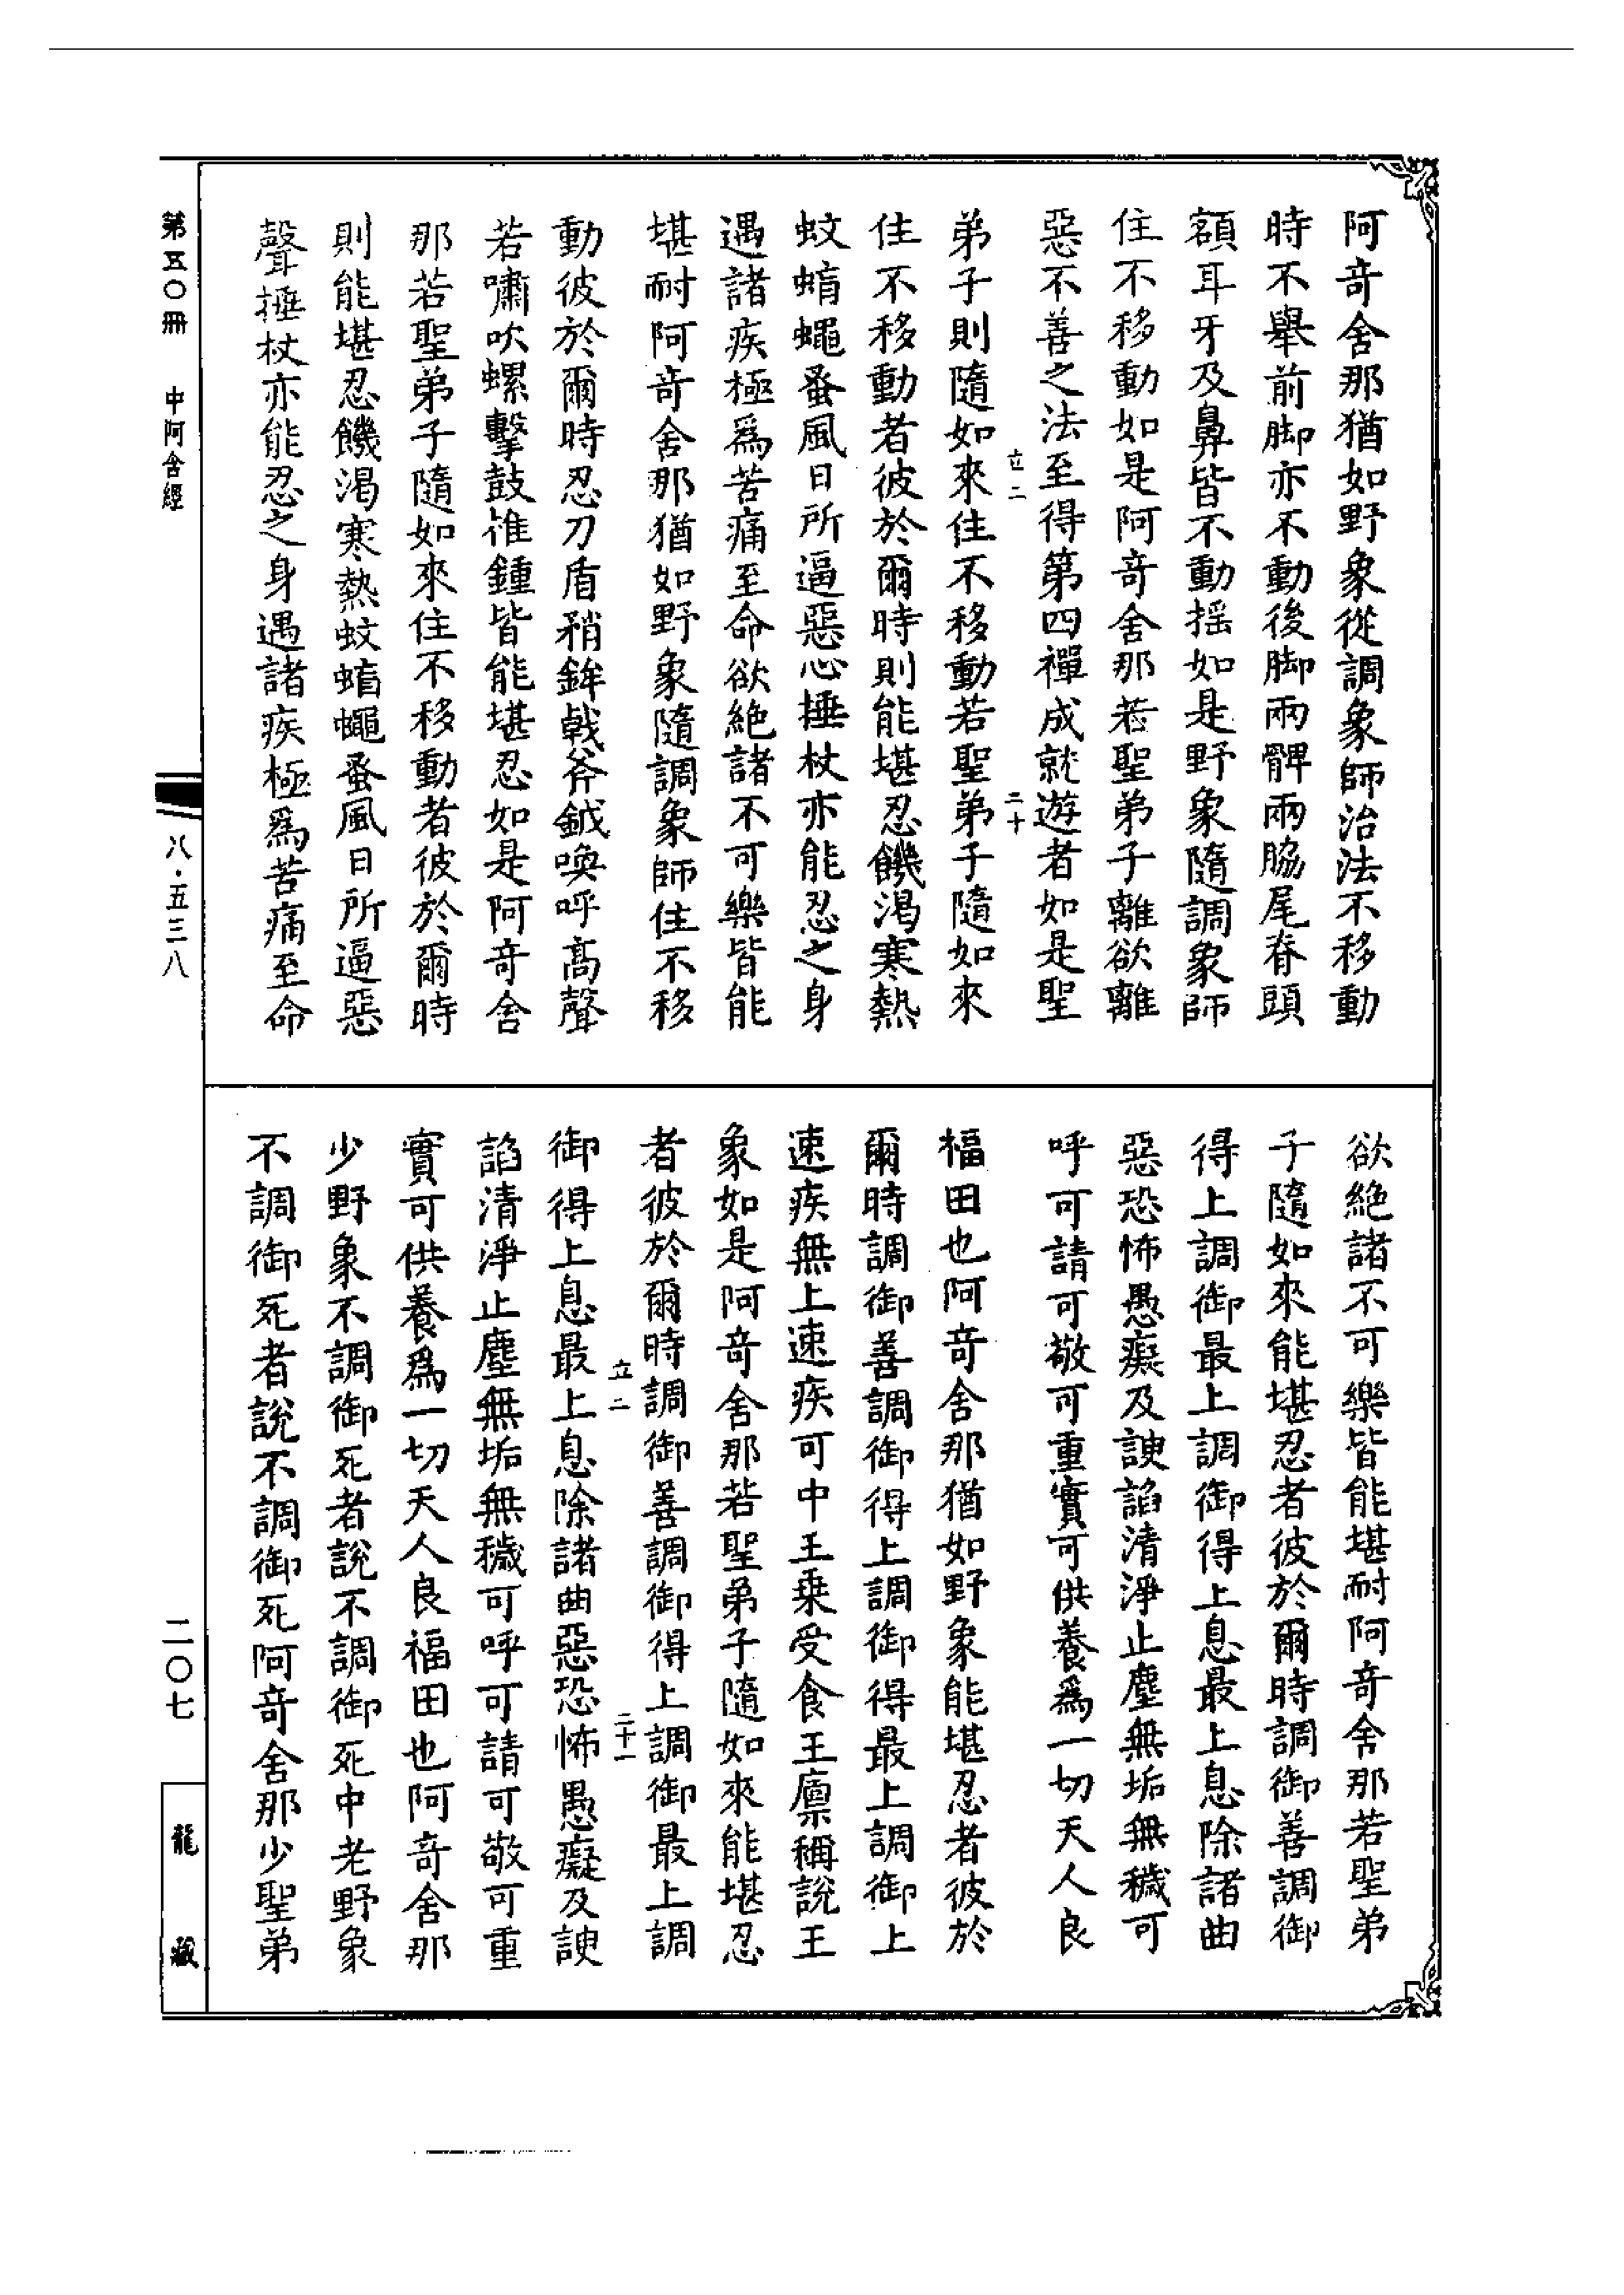 阿奇舍那猶如野象從調象師治法不移動
時不舉前脚亦不動後脚兩髀兩脇尾脊頭
額耳牙及鼻皆不動揺如是野象隨調象師
住不移動如是阿奇舍那若聖弟子離欲離
惡不善之法至得第四禪成就遊者如是聖
立二
二十
弟子則隨如來住不移動若聖弟子隨如來
住不移動者彼於爾時則能堪忍饑渴寒熱
蚊蝱蠅蚤風日所逼惡心捶杖亦能忍之身
遇諸疾極爲苦痛至命欲絶諸不可樂皆能
堪耐阿奇舍那猶如野象隨調象師住不移
動彼於爾時忍刀盾矟鉾戟斧鉞喚呼高聲
若嘯吹螺擊鼓椎鍾皆能堪忍如是阿奇舍
那若聖弟子隨如來住不移動者彼於爾時
則能堪忍饑渴寒熱蚊蝱蠅蚤風日所逼惡
聲捶杖亦能忍之身遇諸疾極爲苦痛至命
欲絶諸不可樂皆能堪耐阿奇舍那若聖弟
子隨如來能堪忍者彼於爾時調御善調御
得上調御最上調御得上息最上息除諸曲
惡恐怖愚癡及諛諂清淨止塵無垢無穢可
呼可請可敬可重實可供養爲一切天人良
福田也阿奇舍那猶如野象能堪忍者彼於
爾時調御善調御得上調御得最上調御上
速疾無上速疾可中王乗受食王廩稱說王
象如是阿奇舍那若聖弟子隨如來能堪忍
者彼於爾時調御善調御得上調御最上調
立二
二十一
御得上息最上息除諸曲惡恐怖愚癡及諛
諂清淨止塵無垢無穢可呼可請可敬可重
實可供養爲一切天人良福田也阿奇舍那
少野象不調御死者說不調御死中老野象
不調御死者說不調御死阿奇舍那少聖弟
第五〇冊 中阿含經
八·五三八
二〇七
龍藏